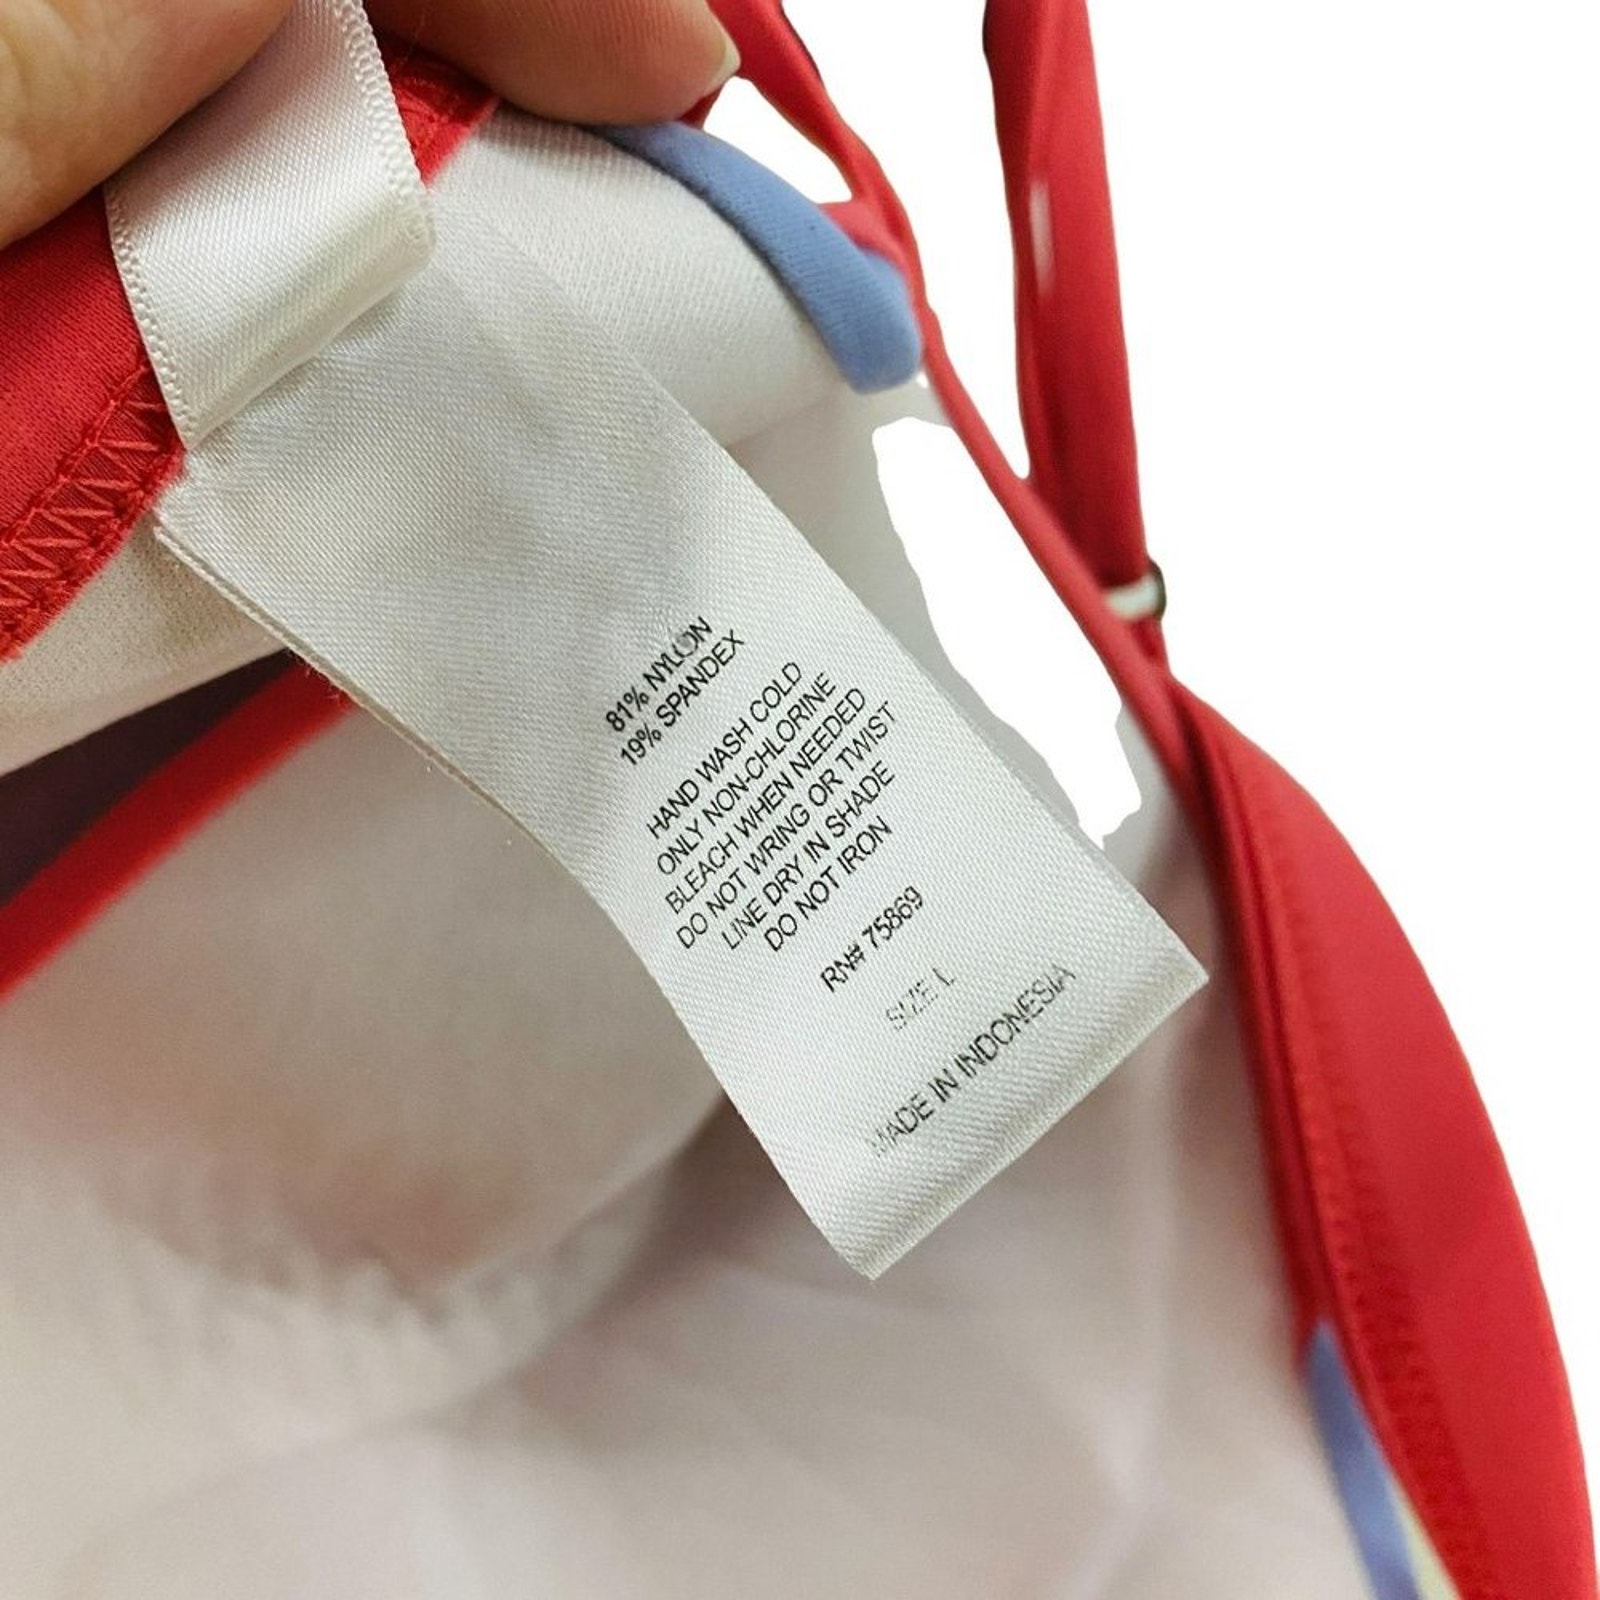 81% NYLON
19% SPANDEX
HAND WASH COLD
ONLY NON-CHLORINE
BLEACH WHEN NEEDED
DO NOT WRING OR TWIST
LINE DRY IN SHADE
DO NOT IRON
RN# 75869
SIZE L
MADE IN INDONESIA